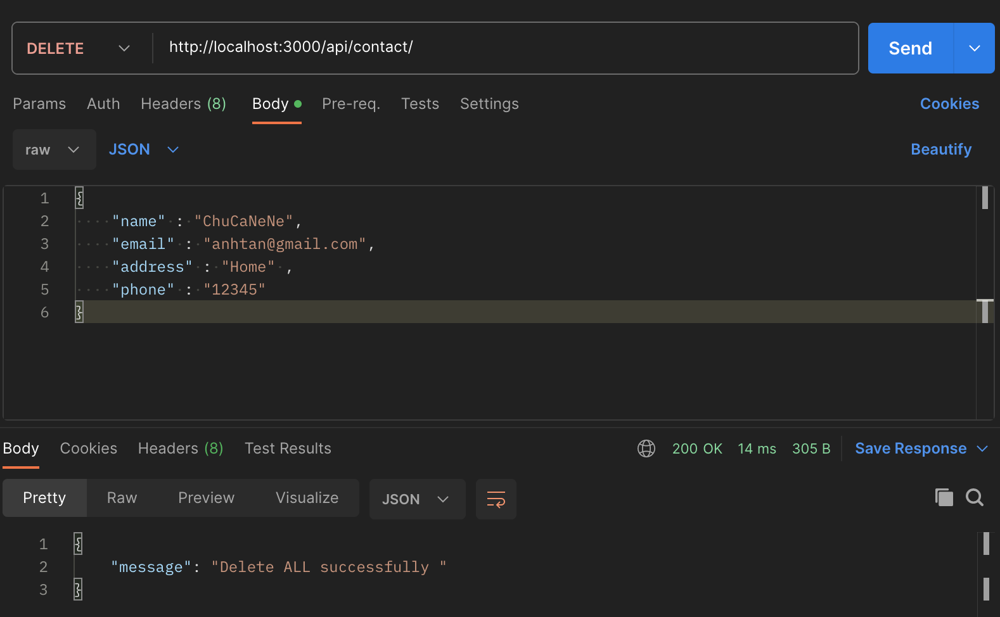 DELETE http://localhost:3000/api/contact/ Send
Params Auth Headers (8) Body Pre-req. Tests Settings Cookies
raw JSON Beautify
1 {
2 "name" : "ChuCaNeNe",
3 "email" : "anhtan@gmail.com",
4 "address" : "Home" ,
5 "phone" : "12345"
6 }
Body Cookies Headers (8) Test Results 200 OK 14 ms 305 B Save Response
Pretty Raw Preview Visualize JSON
1 {
2 "message": "Delete ALL successfully "
3 }